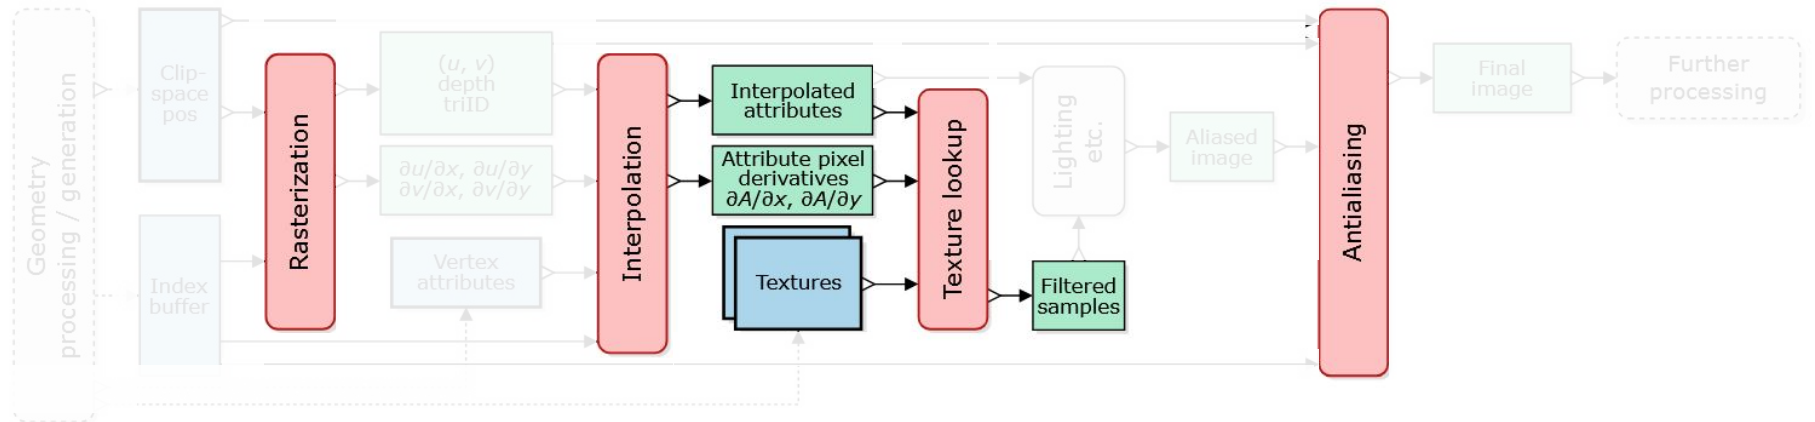 Geometry
processing / generation
Clip-
space
pos
Index
buffer
Rasterization
(u, v)
depth
triID
∂u/∂x, ∂u/∂y
∂v/∂x, ∂v/∂y
Vertex
attributes
Interpolation
Interpolated
attributes
Attribute pixel
derivatives
∂A/∂x, ∂A/∂y
Textures
Texture lookup
Lighting
etc.
Filtered
samples
Aliased
image
Antialiasing
Final
image
Further
processing